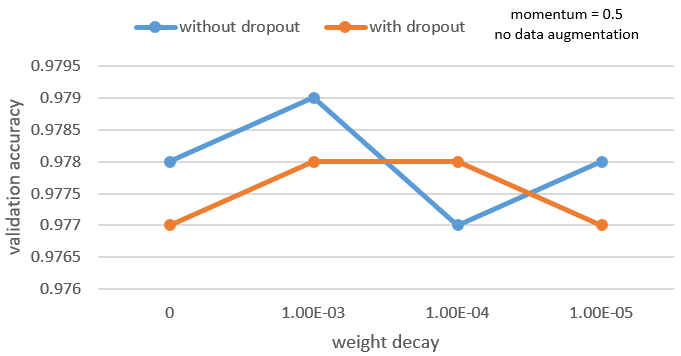 without dropout
with dropout
momentum = 0.5
no data augmentation
validation accuracy
0.9795
0.979
0.9785
0.978
0.9775
0.977
0.9765
0.976
0
1.00E-03
1.00E-04
1.00E-05
weight decay